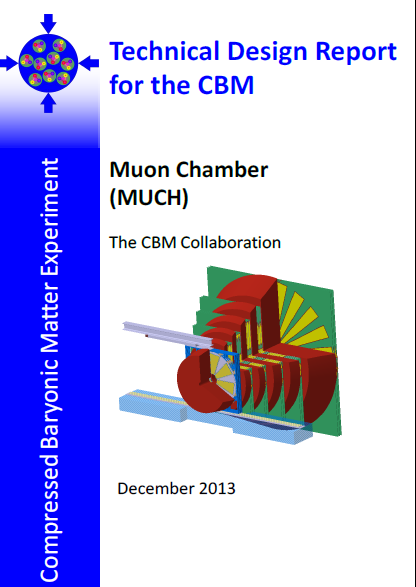 Technical Design Report
for the CBM
Muon Chamber
(MUCH)
The CBM Collaboration
Compressed Baryonic Matter Experiment
December 2013